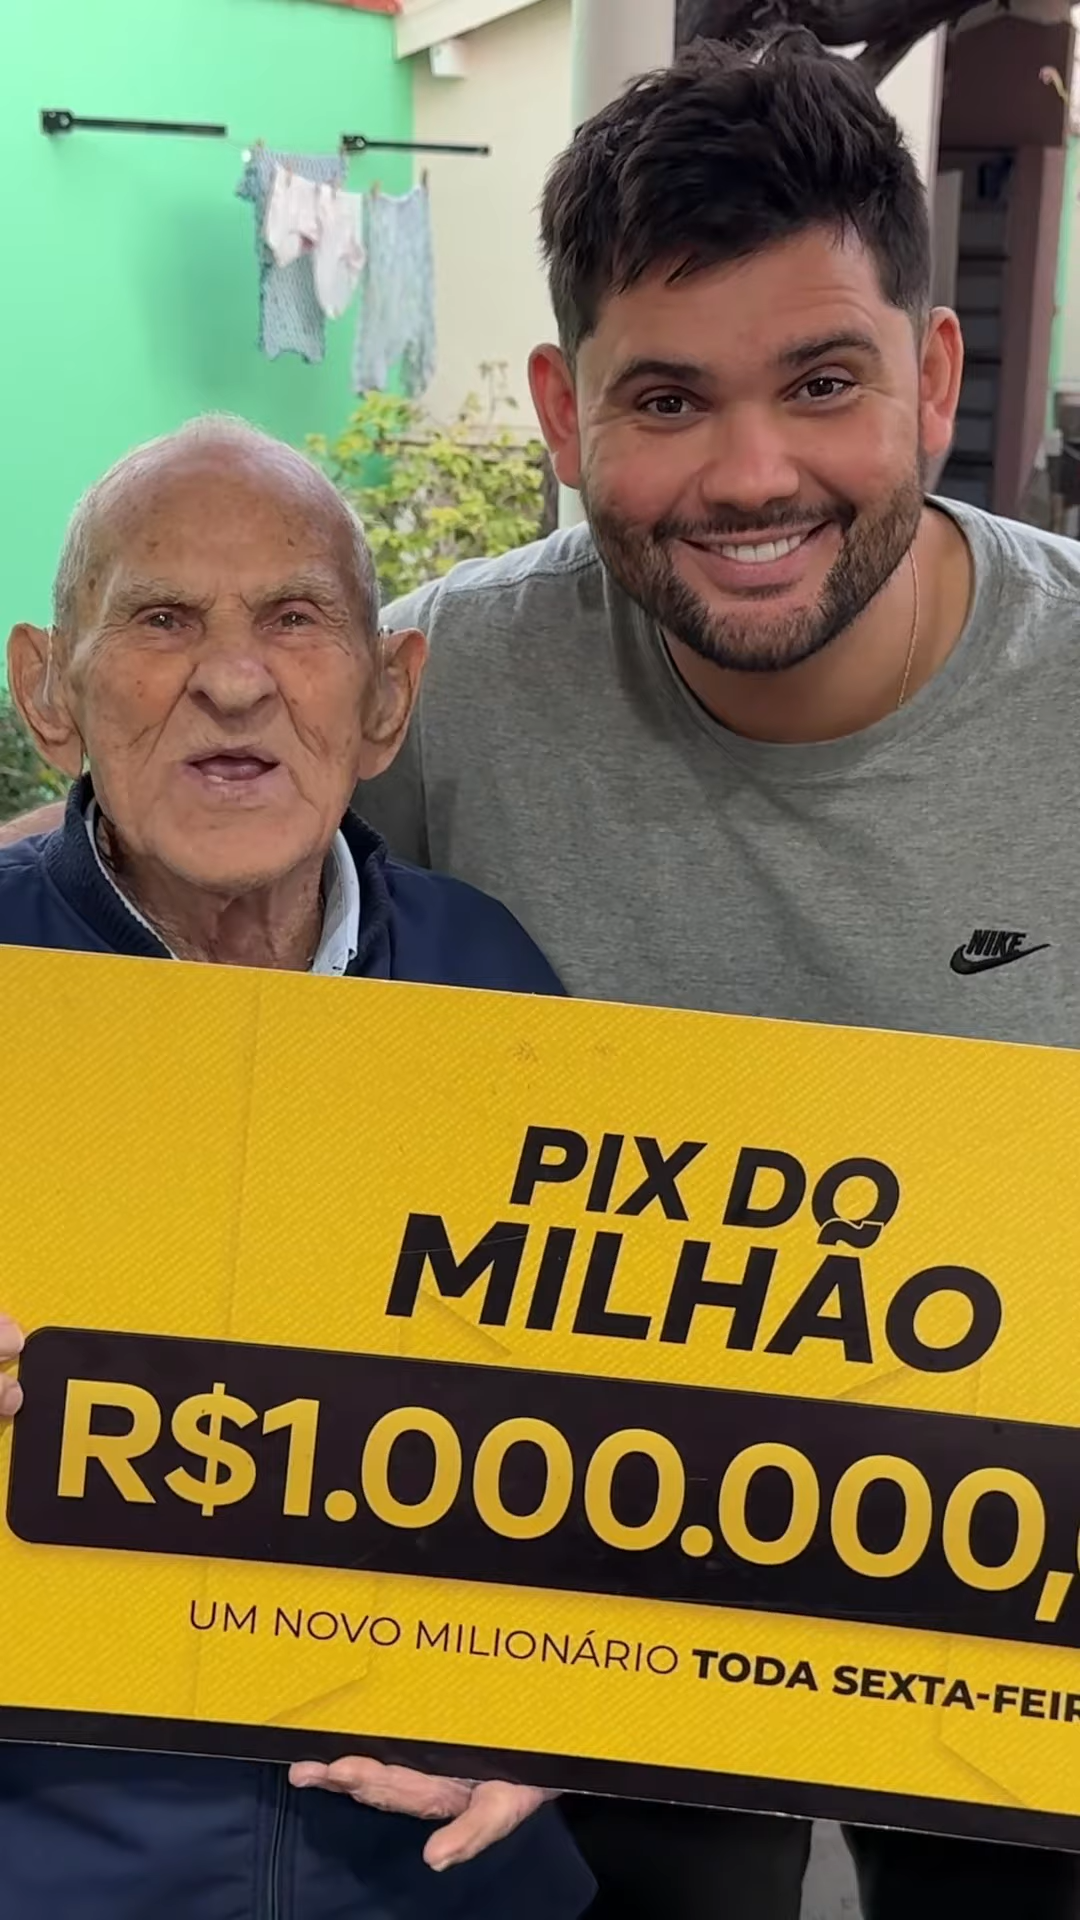 NIKE
PIX DO
MILHÃO
R$1.000.000,
UM NOVO MILIONÁRIO TODA SEXTA-FEIR